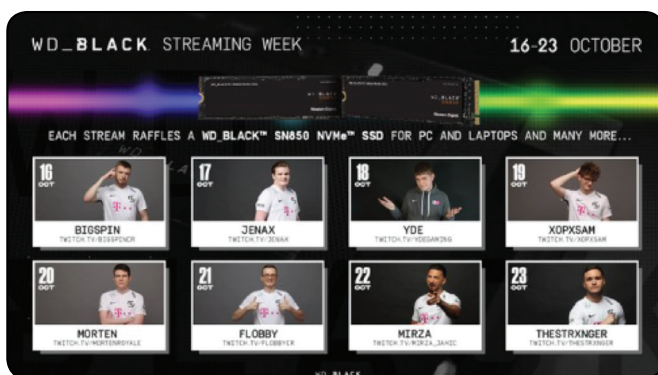 WD_BLACK STREAMING WEEK
16-23 OCTOBER
EACH STREAM RAFFLES A WD_BLACK™ SN850 NVMe™ SSD FOR PC AND LAPTOPS AND MANY MORE...
16 OCT
BIGSPIN
TWITCH.TV/BIGSPINCR
17 OCT
JENAX
TWITCH.TV/JENAX
18 OCT
YDE
TWITCH.TV/YDEGAMING
19 OCT
XOPXSAM
TWITCH.TV/XOPXSAM
20 OCT
MORTEN
TWITCH.TV/MORTENROYALE
21 OCT
FLOBBY
TWITCH.TV/FLOBBYCR
22 OCT
MIRZA
TWITCH.TV/MIRZA_JAHIC
23 OCT
THESTRXNGER
TWITCH.TV/THESTRXNGER
WD_BLACK